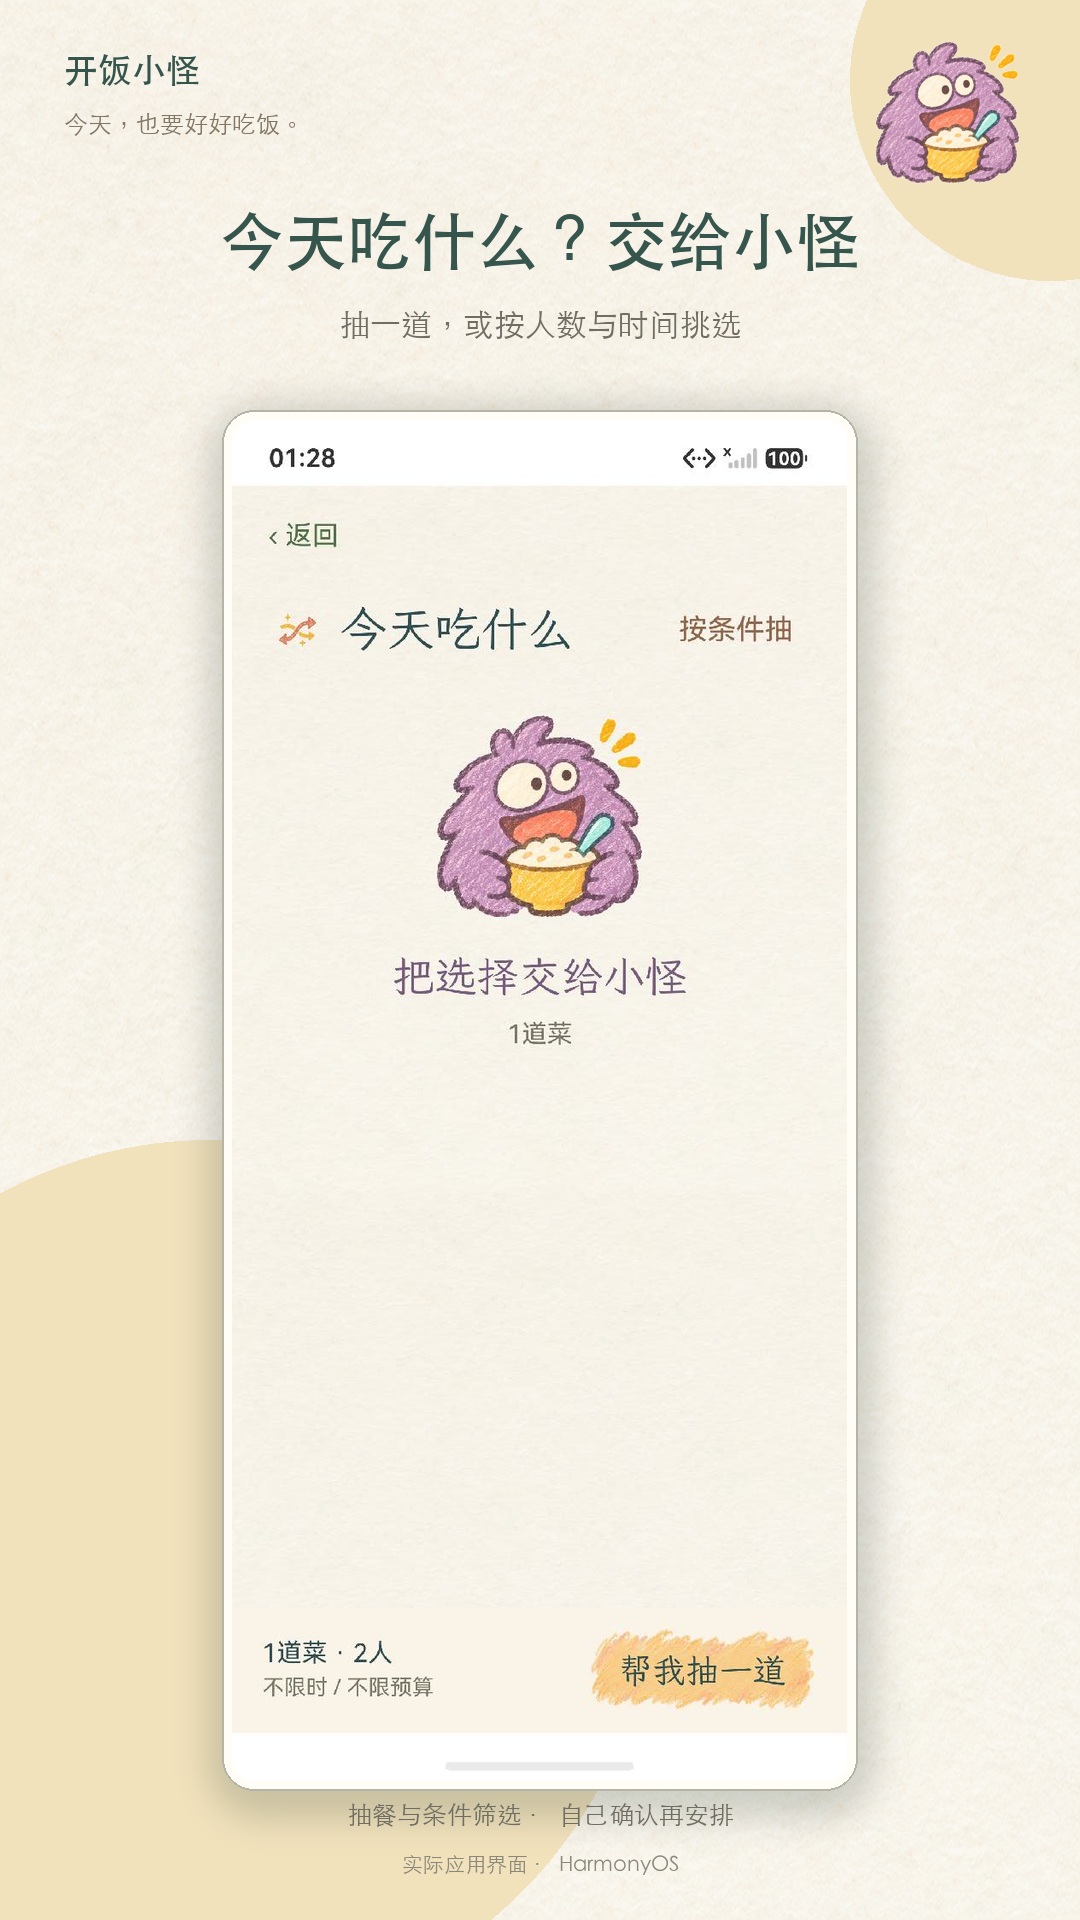 开饭小怪
今天，也要好好吃饭。
今天吃什么？交给小怪
抽一道，或按人数与时间挑选
01:28
100
‹ 返回
今天吃什么
按条件抽
把选择交给小怪
1道菜
1道菜 · 2人
不限时 / 不限预算
帮我抽一道
抽餐与条件筛选 · 自己确认再安排
实际应用界面 · HarmonyOS